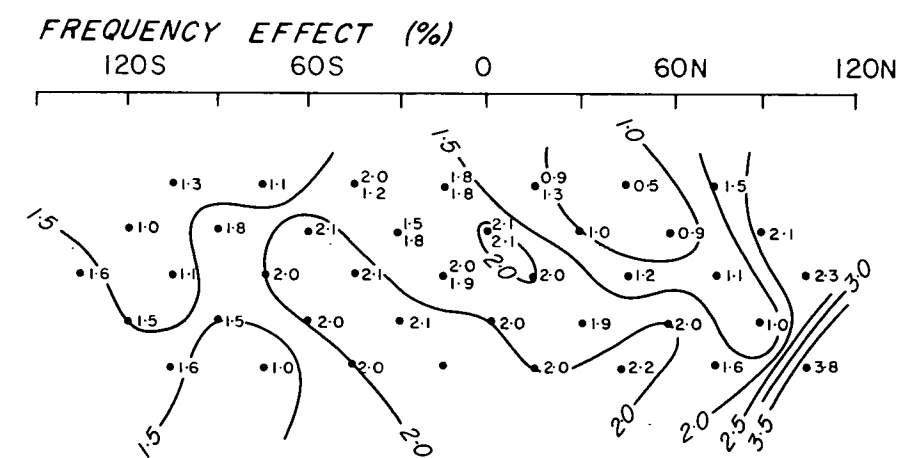 FREQUENCY EFFECT (%)
120S 60S 0 60N 120N
1.5 1.0
1.3 1.1 2.0 1.8 0.9 0.5 1.5
1.2 1.8 1.3
1.5
1.0 1.8 2.1 1.5 2.1 1.0 0.9 2.1
1.8 2.1
1.6 1.1 2.0 2.1 2.0 2.0 2.0 1.2 1.1 2.3 3.0
1.9
1.5 1.5 2.0 2.1 2.0 1.9 2.0 1.0
1.6 1.0 2.0 2.0 2.2 1.6 3.8
1.5 2.0 20 2.0 2.5 3.5